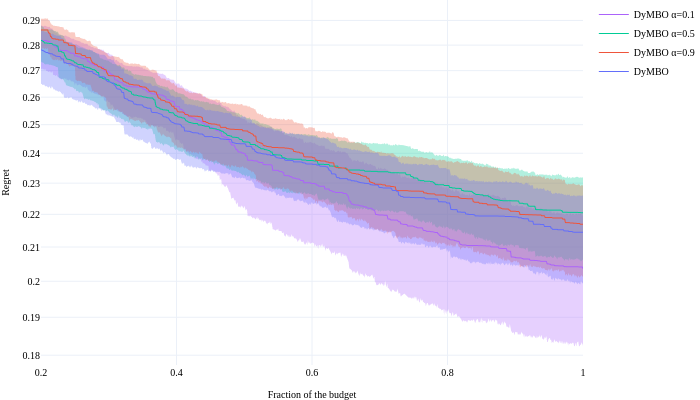 DyMBO α=0.1
DyMBO α=0.5
DyMBO α=0.9
DyMBO
0.29
0.28
0.27
0.26
0.25
0.24
0.23
0.22
0.21
0.2
0.19
0.18
Regret
0.2 0.4 0.6 0.8 1
Fraction of the budget